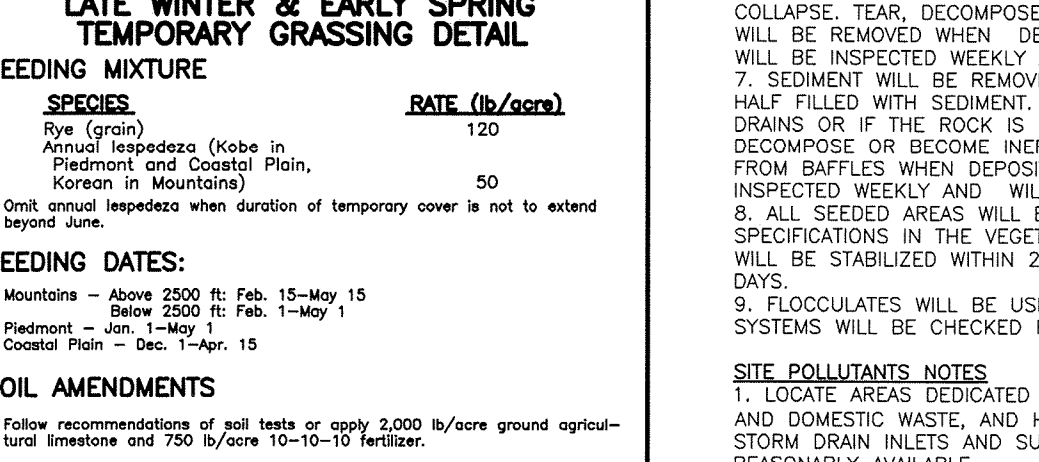 LATE WINTER & EARLY SPRING
TEMPORARY GRASSING DETAIL
EEDING MIXTURE
SPECIES RATE (lb/acre)
Rye (grain) 120
Annual lespedeza (Kobe in
Piedmont and Coastal Plain,
Korean in Mountains) 50
Omit annual lespedeza when duration of temporary cover is not to extend
beyond June.
EEDING DATES:
Mountains — Above 2500 ft: Feb. 15—May 15
Below 2500 ft: Feb. 1—May 1
Piedmont — Jan. 1—May 1
Coastal Plain — Dec. 1—Apr. 15
OIL AMENDMENTS
Follow recommendations of soil tests or apply 2,000 lb/acre ground agricul—
tural limestone and 750 lb/acre 10—10—10 fertilizer.
COLLAPSE. TEAR, DECOMPOSE
WILL BE REMOVED WHEN DE
WILL BE INSPECTED WEEKLY
7. SEDIMENT WILL BE REMOV
HALF FILLED WITH SEDIMENT.
DRAINS OR IF THE ROCK IS
DECOMPOSE OR BECOME INE
FROM BAFFLES WHEN DEPOSI
INSPECTED WEEKLY AND WIL
8. ALL SEEDED AREAS WILL
SPECIFICATIONS IN THE VEGET
WILL BE STABILIZED WITHIN 2
DAYS.
9. FLOCCULATES WILL BE US
SYSTEMS WILL BE CHECKED
SITE POLLUTANTS NOTES
1. LOCATE AREAS DEDICATED
AND DOMESTIC WASTE, AND H
STORM DRAIN INLETS AND SU
REASONABLY AVAILABLE